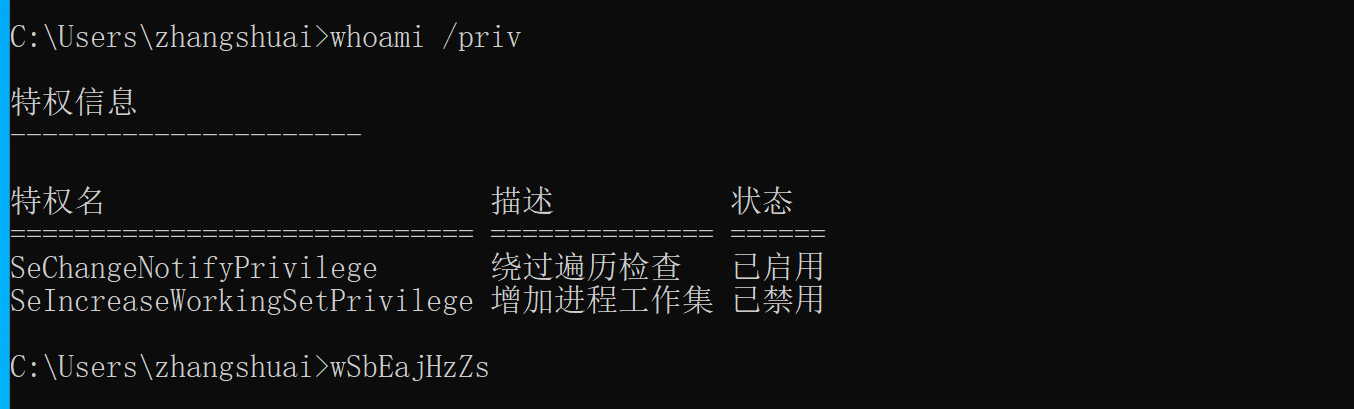 C:\Users\zhangshuai>whoami /priv
特权信息
----------------------
特权名 描述 状态
============================= ============== ======
SeChangeNotifyPrivilege 绕过遍历检查 已启用
SeIncreaseWorkingSetPrivilege 增加进程工作集 已禁用
C:\Users\zhangshuai>wSbEajHzZs